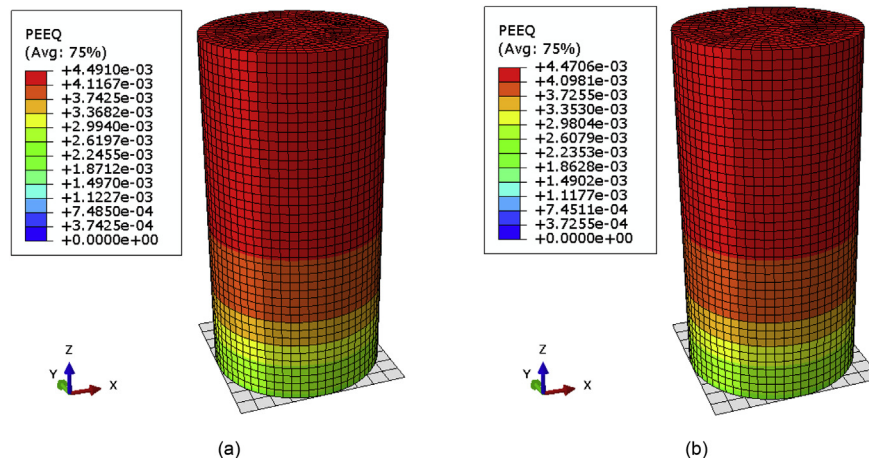 PEEQ
(Avg: 75%)
+4.4910e-03
+4.1167e-03
+3.7425e-03
+3.3682e-03
+2.9940e-03
+2.6197e-03
+2.2455e-03
+1.8712e-03
+1.4970e-03
+1.1227e-03
+7.4850e-04
+3.7425e-04
+0.0000e+00
Z
Y
X
(a)
PEEQ
(Avg: 75%)
+4.4706e-03
+4.0981e-03
+3.7255e-03
+3.3530e-03
+2.9804e-03
+2.6079e-03
+2.2353e-03
+1.8628e-03
+1.4902e-03
+1.1177e-03
+7.4511e-04
+3.7255e-04
+0.0000e+00
Z
Y
X
(b)